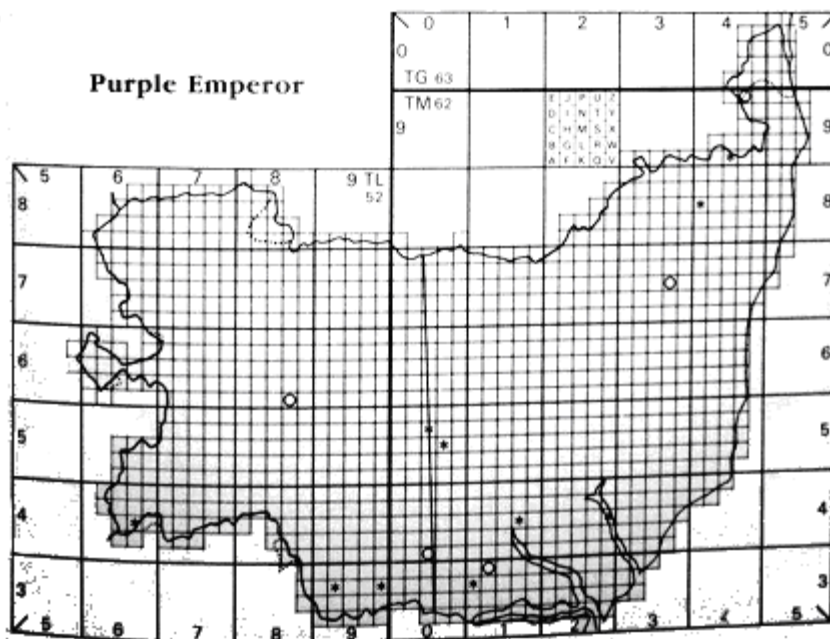 0 1 2 3 4 5
0 0
Purple Emperor
TG 63
TM 62
E J P U Z
D I N T Y
C H M S X
B G L R W
A F K Q V
9 9
5 6 7 8 9 TL
52
8 8
7 7
6 6
5 5
4 4
3 3
5 6 7 8 9 0 1 2 3 4 5